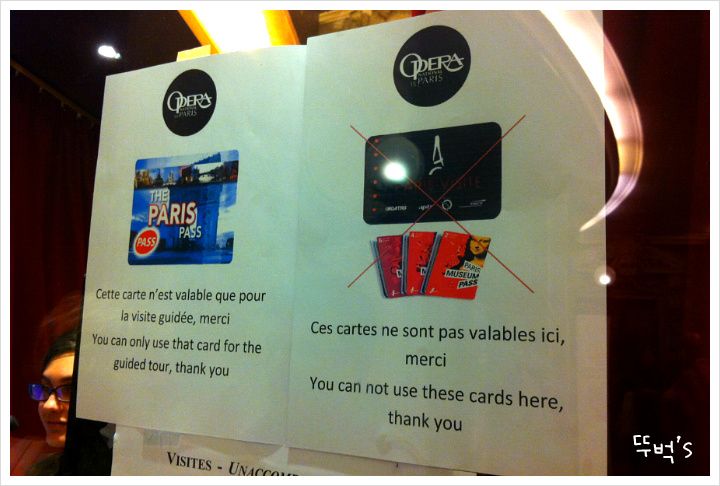 OPERA
NATIONAL
DE PARIS
THE
PARIS
PASS
PASS
Cette carte n'est valable que pour
la visite guidée, merci
You can only use that card for the
guided tour, thank you
OPERA
NATIONAL
DE PARIS
PARIS
MUSEUM
PASS
Ces cartes ne sont pas valables ici,
merci
You can not use these cards here,
thank you
VISITES - UNACCOMP
뚜벅's